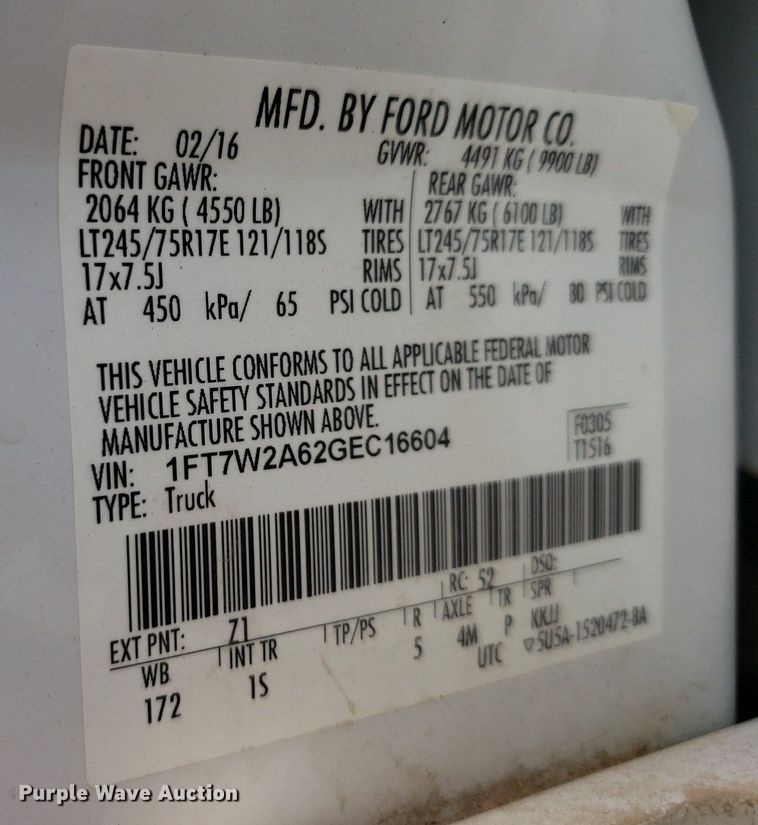 MFD. BY FORD MOTOR CO.
DATE: 02/16 GVWR: 4491 KG ( 9900 LB)
FRONT GAWR: REAR GAWR:
2064 KG ( 4550 LB) WITH 2767 KG ( 6100 LB) WITH
LT245/75R17E 121/118S TIRES LT245/75R17E 121/118S TIRES
17x7.5J RIMS 17x7.5J RIMS
AT 450 kPa/ 65 PSI COLD AT 550 kPa/ 80 PSI COLD
THIS VEHICLE CONFORMS TO ALL APPLICABLE FEDERAL MOTOR
VEHICLE SAFETY STANDARDS IN EFFECT ON THE DATE OF
MANUFACTURE SHOWN ABOVE.
F0305
T1516
VIN: 1FT7W2A62GEC16604
TYPE: Truck
RC: 52 DSO:
EXT PNT: Z1
WB INT TR TP/PS R AXLE TR SPR
172 1S 5 4M P KKJJ
UTC ▽5U5A-1520472-BA
Purple Wave Auction